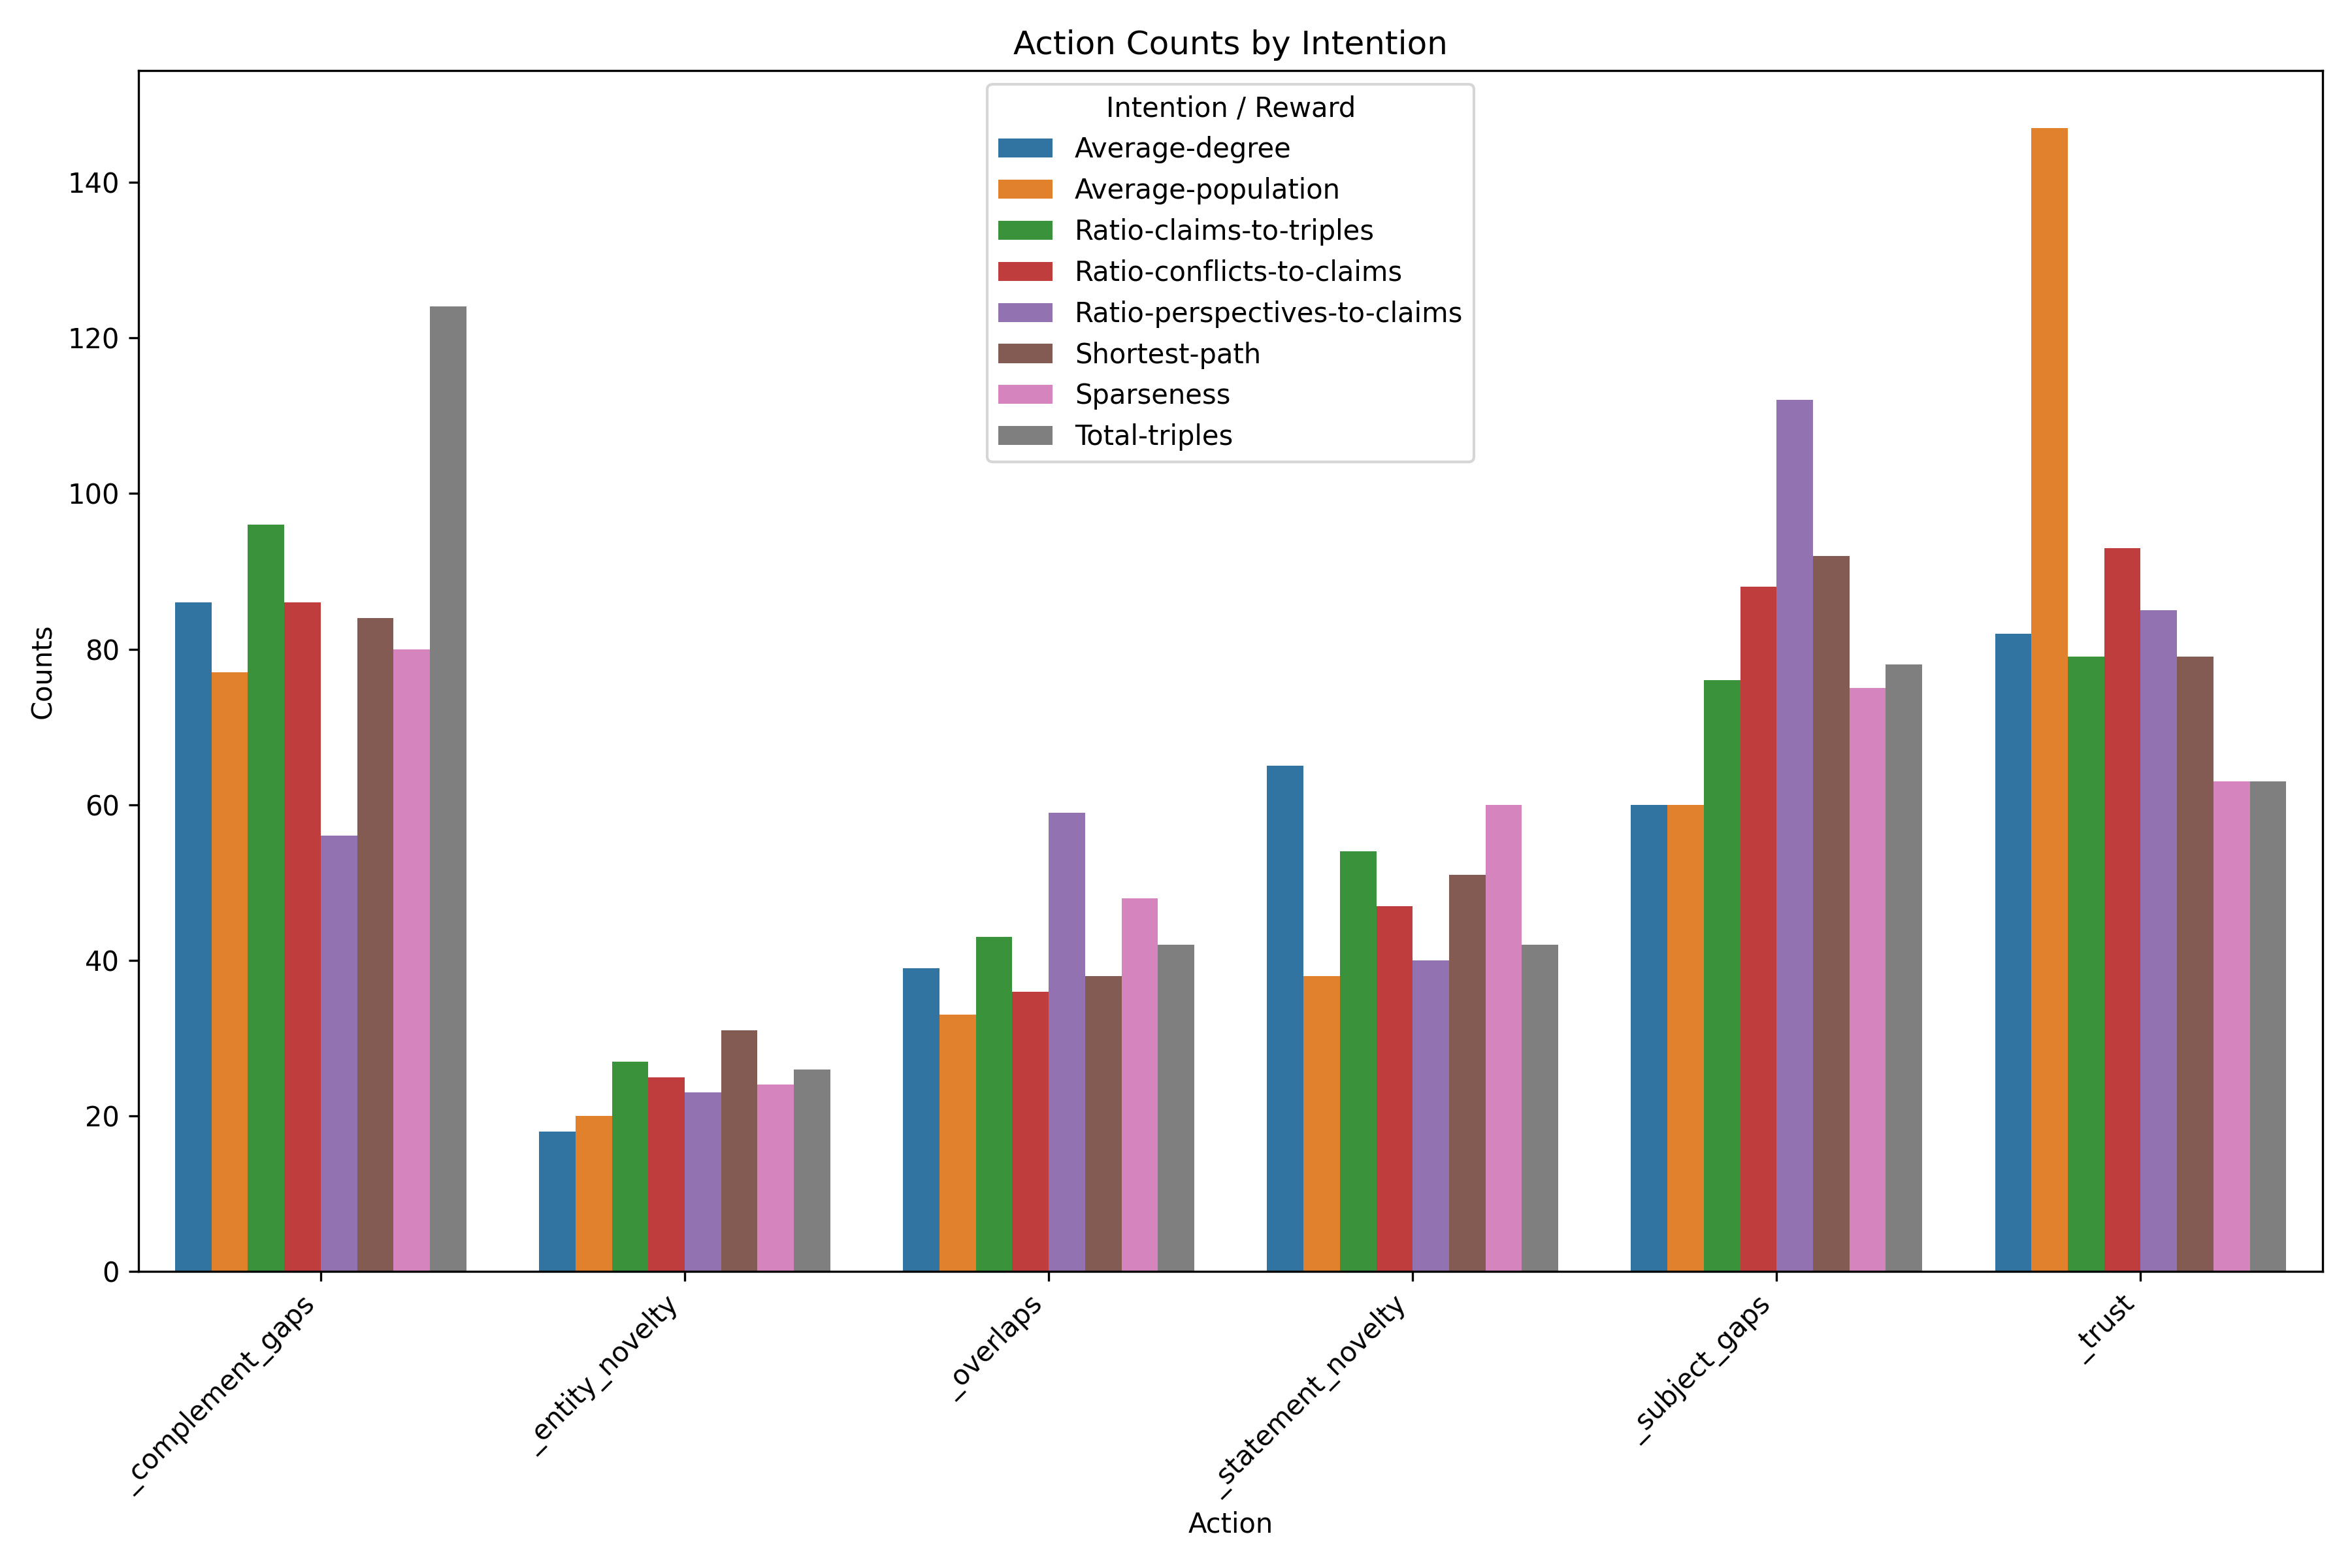 Action Counts by Intention
Intention / Reward
Average-degree
Average-population
Ratio-claims-to-triples
Ratio-conflicts-to-claims
Ratio-perspectives-to-claims
Shortest-path
Sparseness
Total-triples
Counts
140
120
100
80
60
40
20
0
_complement_gaps
_entity_novelty
_overlaps
_statement_novelty
_subject_gaps
_trust
Action